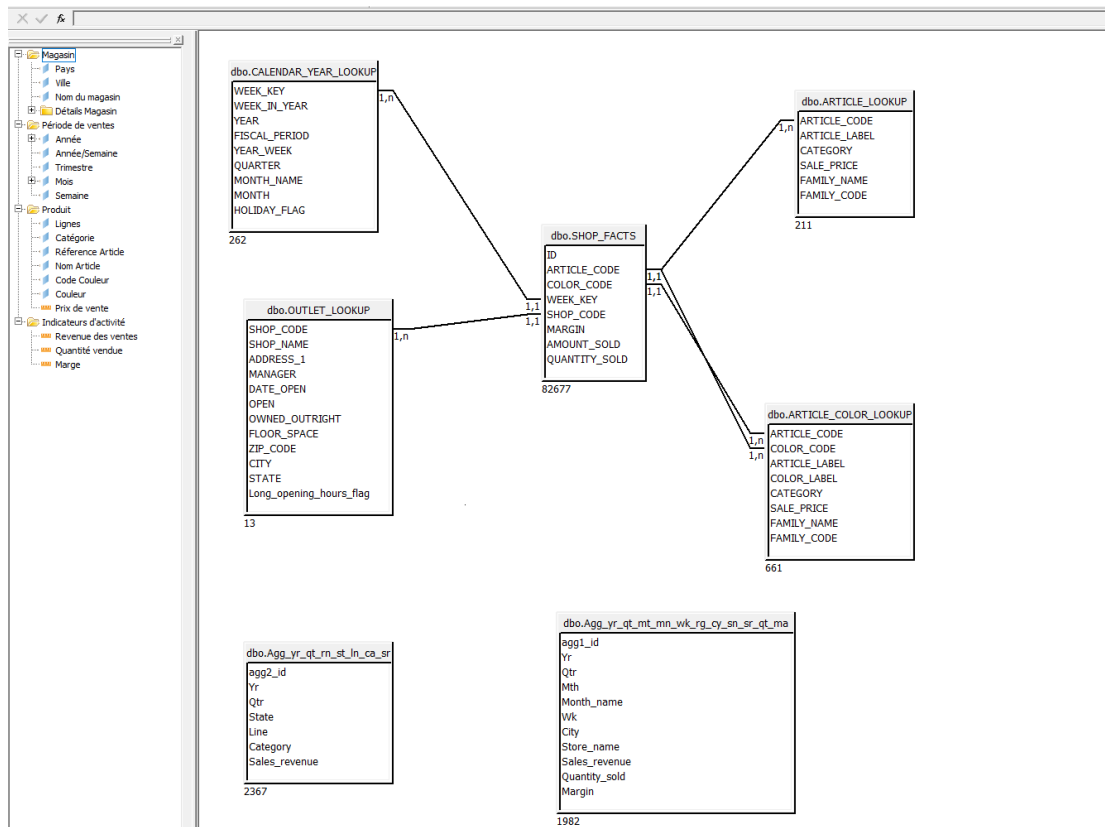 fx
Magasin
Pays
Ville
Nom du magasin
Détails Magasin
Période de ventes
Année
Année/Semaine
Trimestre
Mois
Semaine
Produit
Lignes
Catégorie
Réference Article
Nom Article
Code Couleur
Couleur
Prix de vente
Indicateurs d'activité
Revenue des ventes
Quantité vendue
Marge
dbo.CALENDAR_YEAR_LOOKUP
WEEK_KEY
WEEK_IN_YEAR
YEAR
FISCAL_PERIOD
YEAR_WEEK
QUARTER
MONTH_NAME
MONTH
HOLIDAY_FLAG
262
1,n
dbo.OUTLET_LOOKUP
SHOP_CODE
SHOP_NAME
ADDRESS_1
MANAGER
DATE_OPEN
OPEN
OWNED_OUTRIGHT
FLOOR_SPACE
ZIP_CODE
CITY
STATE
Long_opening_hours_flag
13
1,n
dbo.SHOP_FACTS
ID
ARTICLE_CODE
COLOR_CODE
WEEK_KEY
SHOP_CODE
MARGIN
AMOUNT_SOLD
QUANTITY_SOLD
82677
1,1
1,1
1,1
1,1
dbo.ARTICLE_LOOKUP
ARTICLE_CODE
ARTICLE_LABEL
CATEGORY
SALE_PRICE
FAMILY_NAME
FAMILY_CODE
211
1,n
dbo.ARTICLE_COLOR_LOOKUP
ARTICLE_CODE
COLOR_CODE
ARTICLE_LABEL
COLOR_LABEL
CATEGORY
SALE_PRICE
FAMILY_NAME
FAMILY_CODE
661
1,n
1,n
dbo.Agg_yr_qt_rn_st_ln_ca_sr
agg2_id
Yr
Qtr
State
Line
Category
Sales_revenue
2367
dbo.Agg_yr_qt_mt_mn_wk_rg_cy_sn_sr_qt_ma
agg1_id
Yr
Qtr
Mth
Month_name
Wk
City
Store_name
Sales_revenue
Quantity_sold
Margin
1982